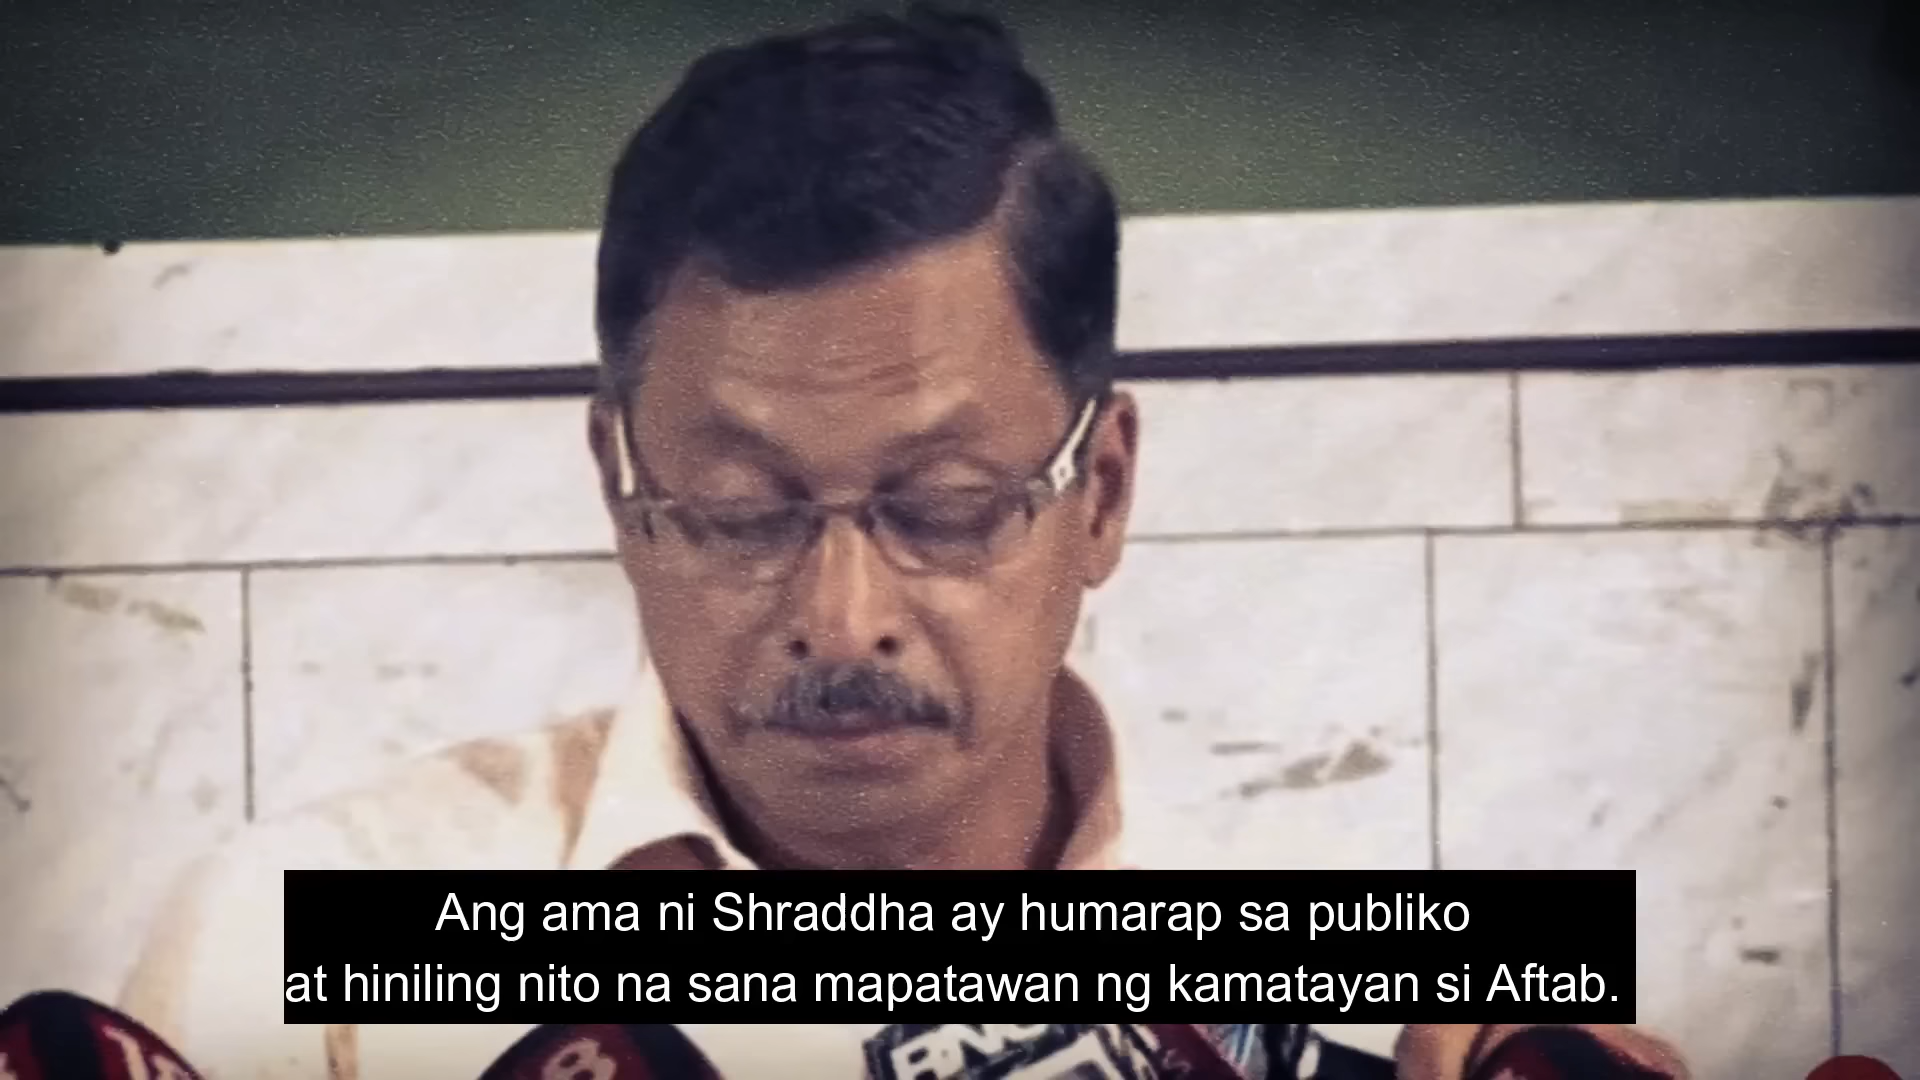 Ang ama ni Shraddha ay humarap sa publiko
at hiniling nito na sana mapatawan ng kamatayan si Aftab.